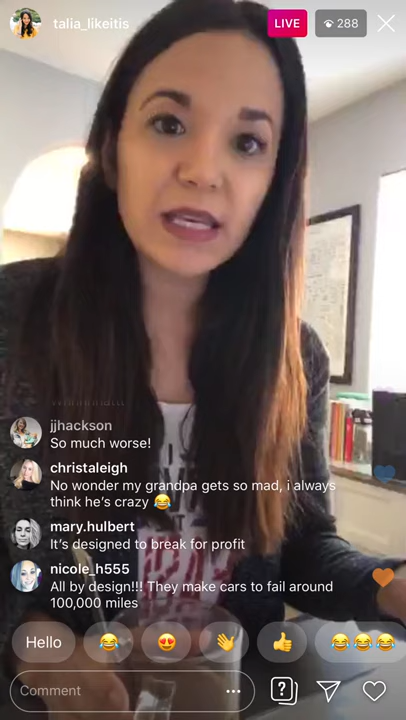 talia_likeitis LIVE 288
jjhackson
So much worse!
christaleigh
No wonder my grandpa gets so mad, i always
think he's crazy 😂
mary.hulbert
It's designed to break for profit
nicole_h555
All by design!!! They make cars to fail around
100,000 miles
Hello 😂 😍 👋 👍 😂😂😂
Comment